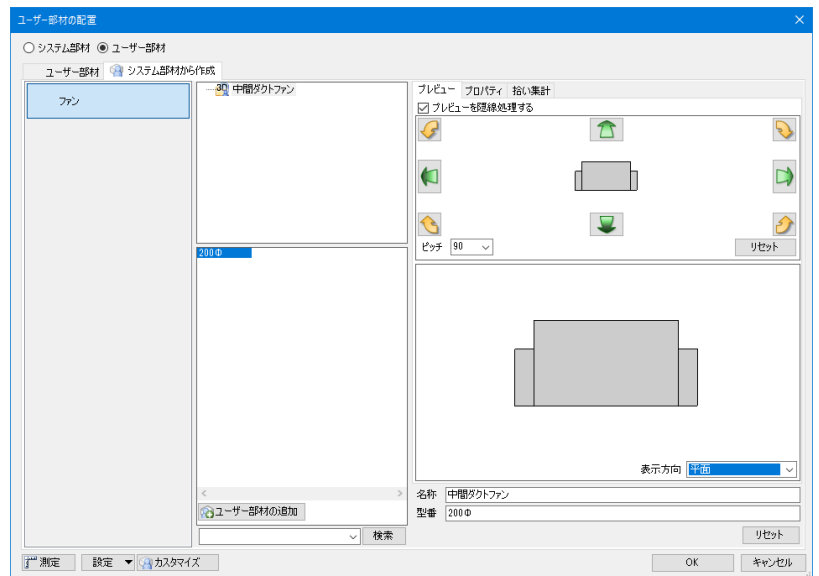 ユーザー部材の配置
システム部材 ユーザー部材
ユーザー部材 システム部材から作成
ファン
3D 中間ダクトファン
200Φ
ユーザー部材の追加
検索
プレビュー プロパティ 拾い集計
プレビューを隠線処理する
ピッチ 90 リセット
表示方向 平面
名称 中間ダクトファン
型番 200Φ
リセット
測定 設定 カスタマイズ OK キャンセル